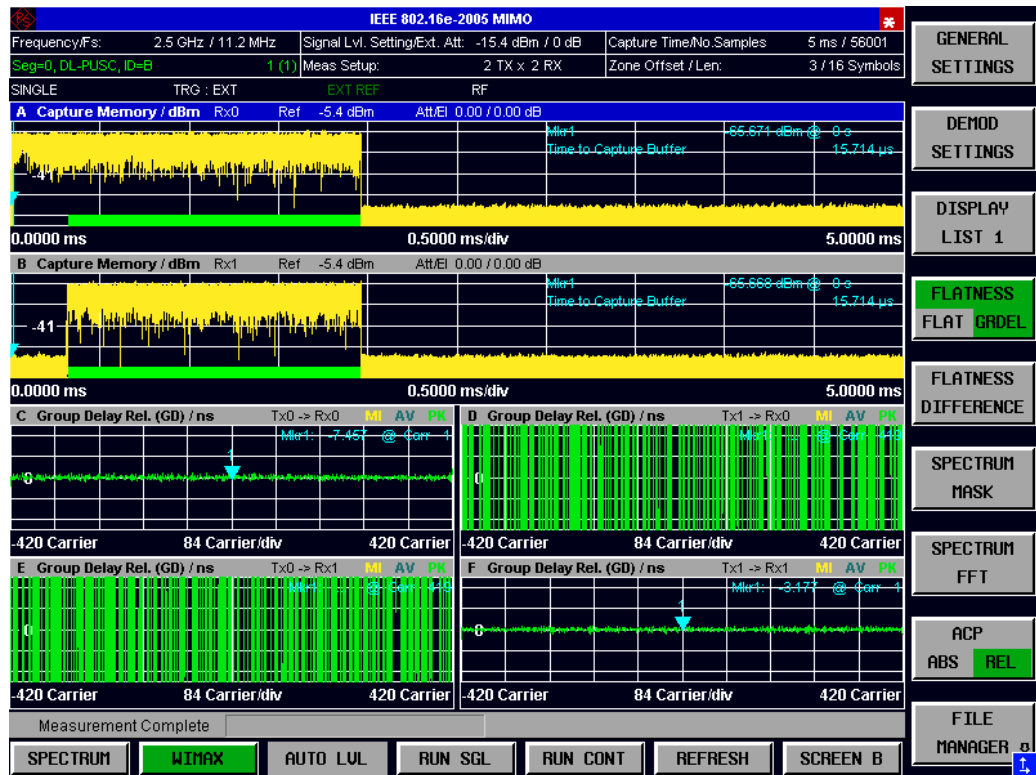 IEEE 802.16e-2005 MIMO
Frequency/Fs: 2.5 GHz / 11.2 MHz Signal Lvl. Setting/Ext. Att: -15.4 dBm / 0 dB Capture Time/No.Samples 5 ms / 56001
Seg=0, DL-PUSC, ID=B 1 (1) Meas Setup: 2 TX x 2 RX Zone Offset / Len: 3 / 16 Symbols
SINGLE TRG : EXT EXT REF RF
A Capture Memory / dBm Rx0 Ref -5.4 dBm Att/El 0.00 / 0.00 dB
Mkr1 -65.671 dBm @ 0 s
Time to Capture Buffer 15.714 µs
-41
0.0000 ms 0.5000 ms/div 5.0000 ms
B Capture Memory / dBm Rx1 Ref -5.4 dBm Att/El 0.00 / 0.00 dB
Mkr1 -65.668 dBm @ 0 s
Time to Capture Buffer 15.714 µs
-41
0.0000 ms 0.5000 ms/div 5.0000 ms
C Group Delay Rel. (GD) / ns Tx0 -> Rx0 MI AV PK
Mkr1: -7.457 @ Carr 1
1
0
-420 Carrier 84 Carrier/div 420 Carrier
D Group Delay Rel. (GD) / ns Tx1 -> Rx0 MI AV PK
Mkr1:
0
-420 Carrier 84 Carrier/div 420 Carrier
E Group Delay Rel. (GD) / ns Tx0 -> Rx1 MI AV PK
Mkr1:
0
-420 Carrier 84 Carrier/div 420 Carrier
F Group Delay Rel. (GD) / ns Tx1 -> Rx1 MI AV PK
Mkr1: -3.177 @ Carr 1
1
0
-420 Carrier 84 Carrier/div 420 Carrier
Measurement Complete
SPECTRUM WIMAX AUTO LVL RUN SGL RUN CONT REFRESH SCREEN B
GENERAL
SETTINGS
DEMOD
SETTINGS
DISPLAY
LIST 1
FLATNESS
FLAT GRDEL
FLATNESS
DIFFERENCE
SPECTRUM
MASK
SPECTRUM
FFT
ACP
ABS REL
FILE
MANAGER